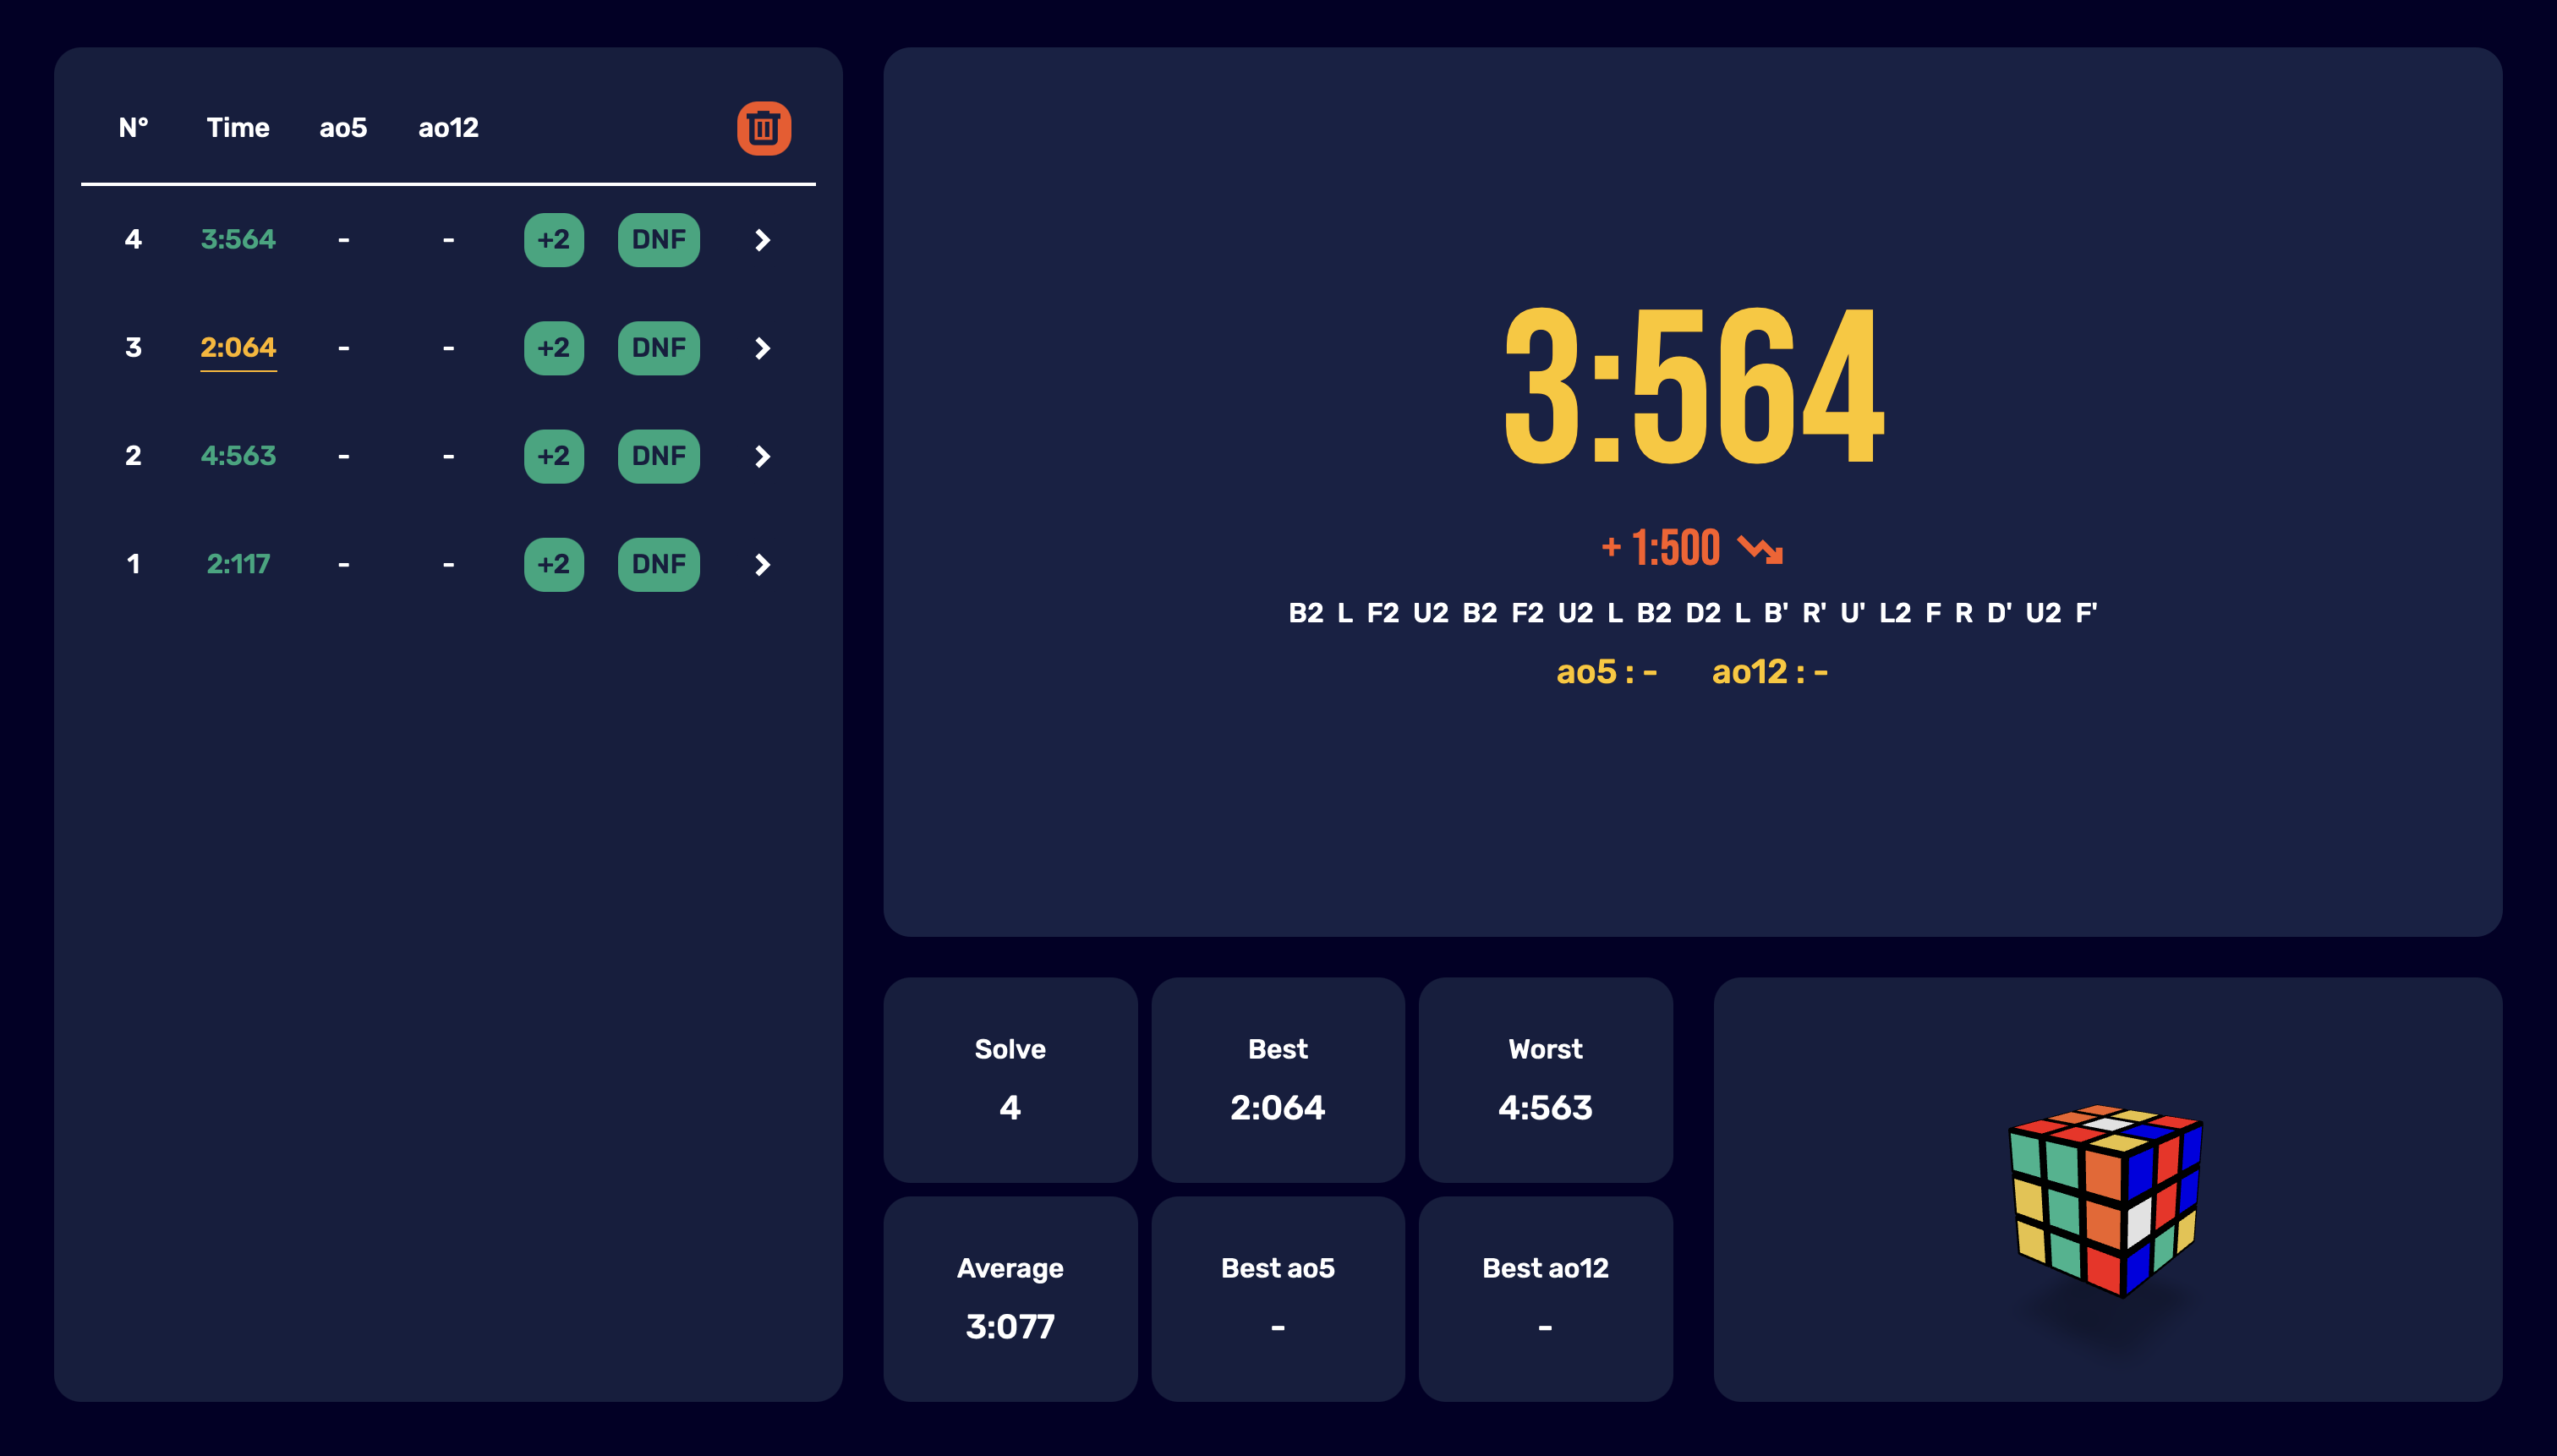 N° Time ao5 ao12
4 3:564 - - +2 DNF
3 2:064 - - +2 DNF
2 4:563 - - +2 DNF
1 2:117 - - +2 DNF
3:564
+ 1:500
B2 L F2 U2 B2 F2 U2 L B2 D2 L B' R' U' L2 F R D' U2 F'
ao5 : - ao12 : -
Solve
4
Best
2:064
Worst
4:563
Average
3:077
Best ao5
-
Best ao12
-